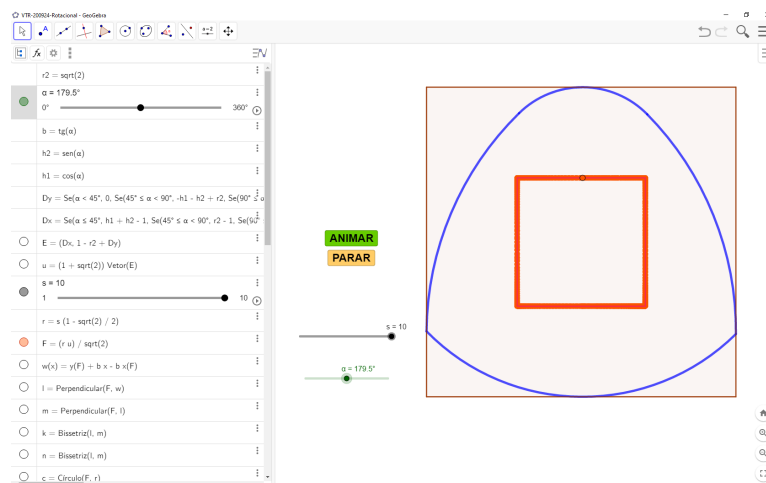 VTR-200924-Rotacional - GeoGebra
a=2
r2 = sqrt(2)
α = 179.5°
0° 360°
b = tg(α)
h2 = sen(α)
h1 = cos(α)
Dy = Se(α < 45°, 0, Se(45° ≤ α < 90°, -h1 - h2 + r2, Se(90° ≤ α
Dx = Se(α ≤ 45°, h1 + h2 - 1, Se(45° ≤ α < 90°, r2 - 1, Se(90°
E = (Dx, 1 - r2 + Dy)
u = (1 + sqrt(2)) Vetor(E)
s = 10
1 10
r = s (1 - sqrt(2) / 2)
F = (r u) / sqrt(2)
w(x) = y(F) + b x - b x(F)
l = Perpendicular(F, w)
m = Perpendicular(F, l)
k = Bissetriz(l, m)
n = Bissetriz(l, m)
c = Círculo(F, r)
ANIMAR
PARAR
s = 10
α = 179.5°